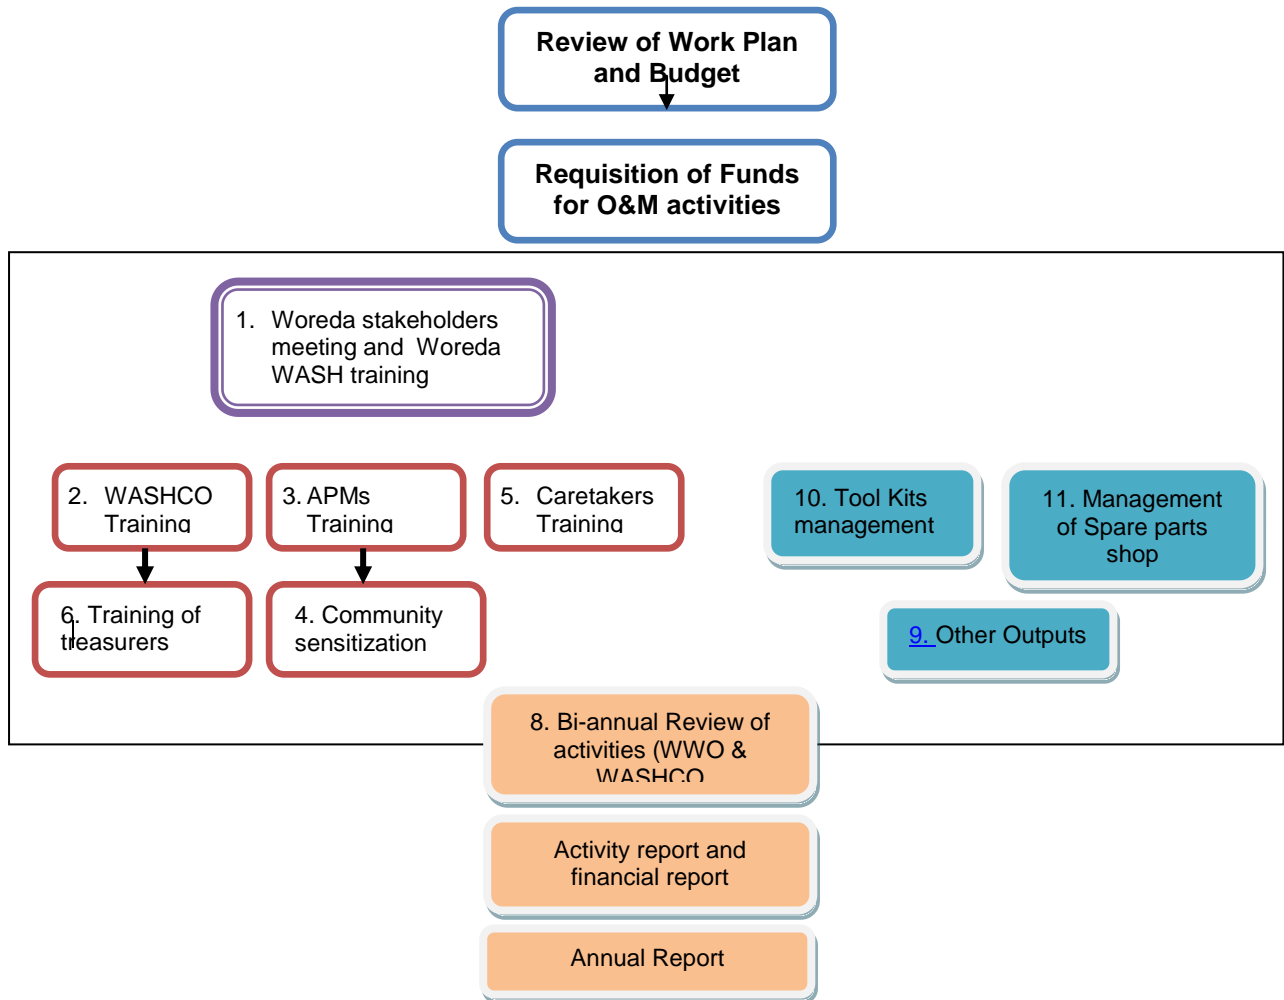 Review of Work Plan
and Budget
Requisition of Funds
for O&M activities
1. Woreda stakeholders
meeting and Woreda
WASH training
2. WASHCO
Training
3. APMs
Training
5. Caretakers
Training
10. Tool Kits
management
11. Management
of Spare parts
shop
6. Training of
treasurers
4. Community
sensitization
9. Other Outputs
8. Bi-annual Review of
activities (WWO &
WASHCO
Activity report and
financial report
Annual Report